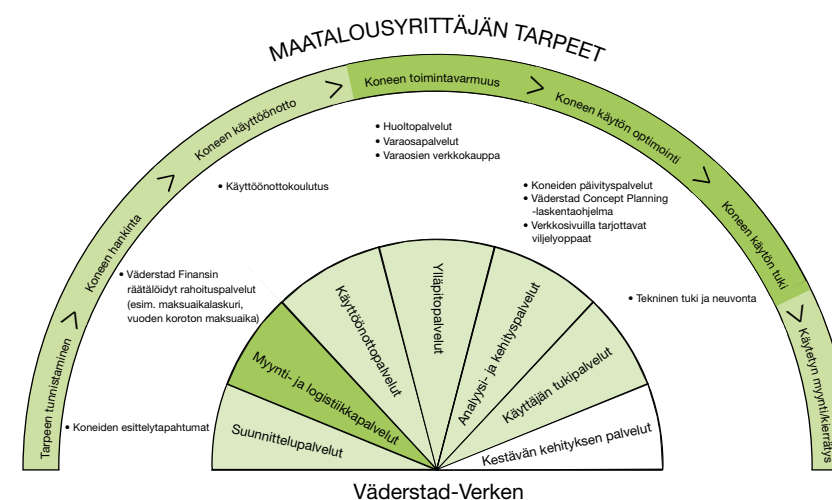 MAATALOUSYRITTÄJÄN TARPEET
Tarpeen tunnistaminen
Koneen hankinta
Koneen käyttöönotto
Koneen toimintavarmuus
Koneen käytön optimointi
Koneen käytön tuki
Käytetyn myynti/kierrätys
• Koneiden esittelytapahtumat
• Väderstad Finansin
räätälöidyt rahoituspalvelut
(esim. maksuaikalaskuri,
vuoden koroton maksuaika)
• Käyttöönottokoulutus
• Huoltopalvelut
• Varaosapalvelut
• Varaosien verkkokauppa
• Koneiden päivityspalvelut
• Väderstad Concept Planning
-laskentaohjelma
• Verkkosivuilla tarjottavat
viljelyoppaat
• Tekninen tuki ja neuvonta
Suunnittelupalvelut
Myynti- ja logistiikkapalvelut
Käyttöönottopalvelut
Ylläpitopalvelut
Analyysi- ja kehityspalvelut
Käyttäjän tukipalvelut
Kestävän kehityksen palvelut
Väderstad-Verken